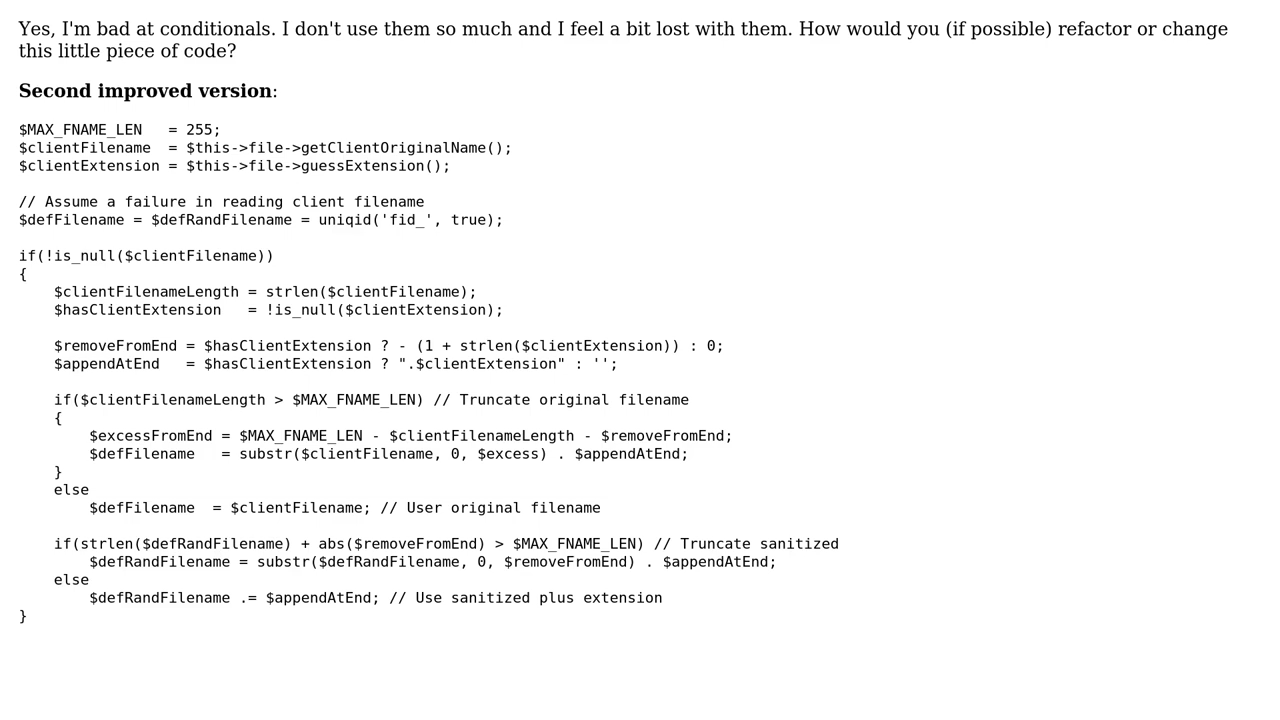 Yes, I'm bad at conditionals. I don't use them so much and I feel a bit lost with them. How would you (if possible) refactor or change
this little piece of code?
Second improved version:
$MAX_FNAME_LEN   = 255;
$clientFilename  = $this->file->getClientOriginalName();
$clientExtension = $this->file->guessExtension();
// Assume a failure in reading client filename
$defFilename = $defRandFilename = uniqid('fid_', true);
if(!is_null($clientFilename))
{
    $clientFilenameLength = strlen($clientFilename);
    $hasClientExtension   = !is_null($clientExtension);
    $removeFromEnd = $hasClientExtension ? - (1 + strlen($clientExtension)) : 0;
    $appendAtEnd   = $hasClientExtension ? ".$clientExtension" : '';
    if($clientFilenameLength > $MAX_FNAME_LEN) // Truncate original filename
    {
        $excessFromEnd = $MAX_FNAME_LEN - $clientFilenameLength - $removeFromEnd;
        $defFilename   = substr($clientFilename, 0, $excess) . $appendAtEnd;
    }
    else
        $defFilename  = $clientFilename; // User original filename
    if(strlen($defRandFilename) + abs($removeFromEnd) > $MAX_FNAME_LEN) // Truncate sanitized
        $defRandFilename = substr($defRandFilename, 0, $removeFromEnd) . $appendAtEnd;
    else
        $defRandFilename .= $appendAtEnd; // Use sanitized plus extension
}